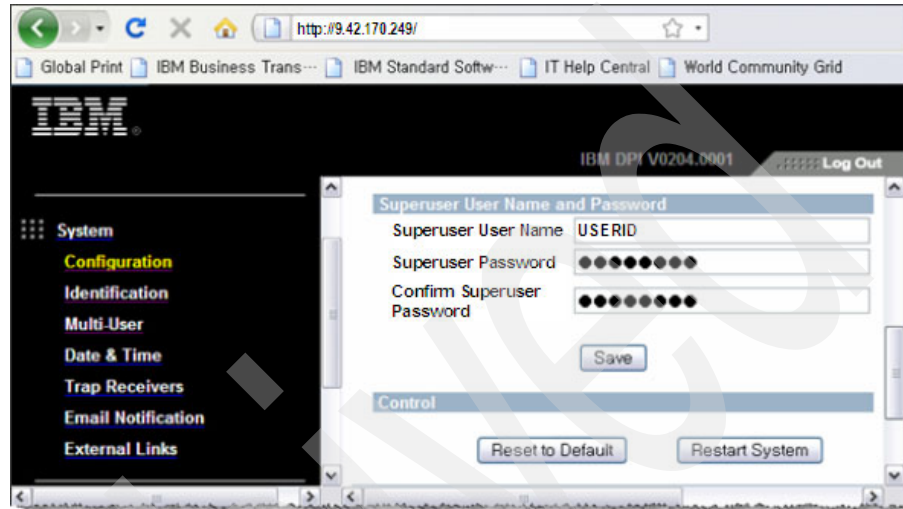 http://9.42.170.249/
Global Print IBM Business Trans··· IBM Standard Softw··· IT Help Central World Community Grid
IBM
IBM DPI V0204.0001 Log Out
System
Configuration
Identification
Multi-User
Date & Time
Trap Receivers
Email Notification
External Links
Superuser User Name and Password
Superuser User Name USERID
Superuser Password ●●●●●●●●
Confirm Superuser
Password ●●●●●●●●
Save
Control
Reset to Default Restart System